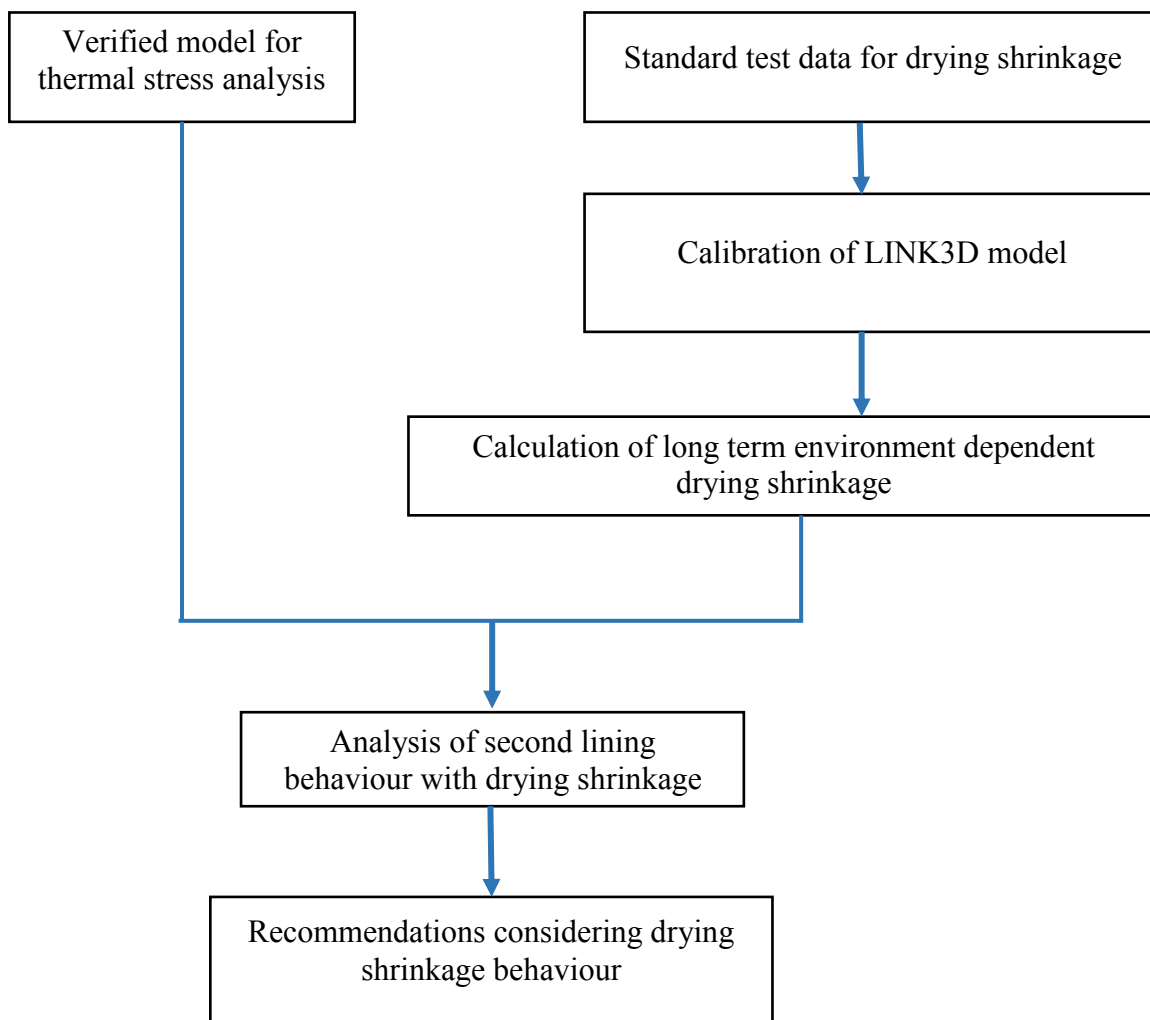 Verified model for
thermal stress analysis
Standard test data for drying shrinkage
Calibration of LINK3D model
Calculation of long term environment dependent
drying shrinkage
Analysis of second lining
behaviour with drying shrinkage
Recommendations considering drying
shrinkage behaviour